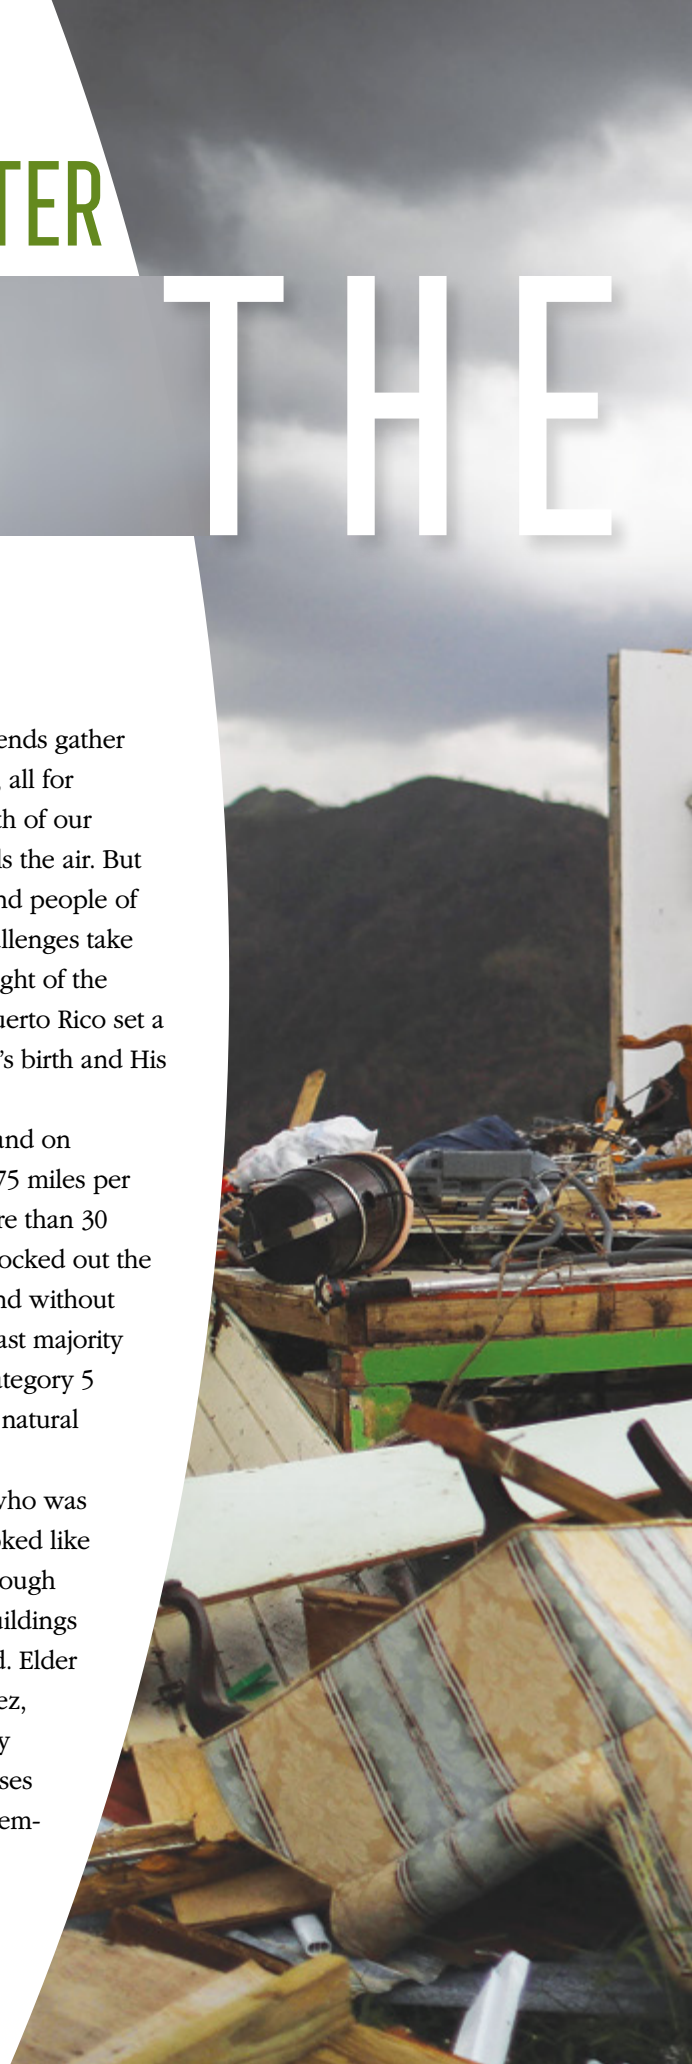 TER
THE
ends gather
all for
th of our
ls the air. But
nd people of
allenges take
ght of the
uerto Rico set a
's birth and His
and on
75 miles per
re than 30
ocked out the
nd without
ast majority
ategory 5
natural
who was
oked like
ough
uildings
d. Elder
ez,
y
ses
em-